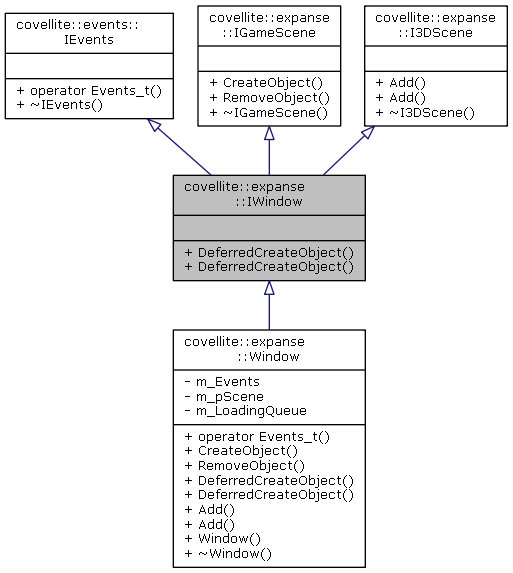 covellite::events::
IEvents
+ operator Events_t()
+ ~IEvents()
covellite::expanse
::IGameScene
+ CreateObject()
+ RemoveObject()
+ ~IGameScene()
covellite::expanse
::I3DScene
+ Add()
+ Add()
+ ~I3DScene()
covellite::expanse
::IWindow
+ DeferredCreateObject()
+ DeferredCreateObject()
covellite::expanse
::Window
- m_Events
- m_pScene
- m_LoadingQueue
+ operator Events_t()
+ CreateObject()
+ RemoveObject()
+ DeferredCreateObject()
+ DeferredCreateObject()
+ Add()
+ Add()
+ Window()
+ ~Window()